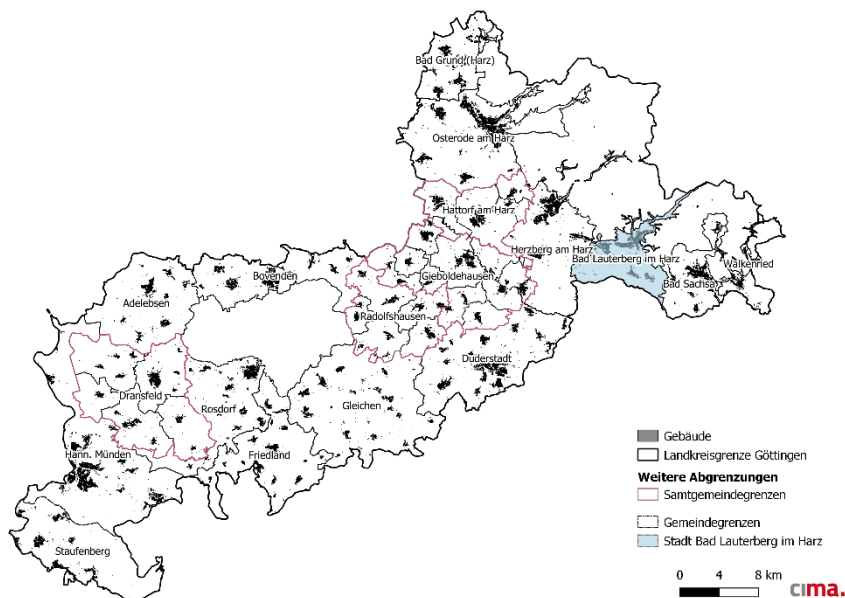 Bad Grund (Harz)
Osterode am Harz
Hattorf am Harz
Herzberg am Harz
Bad Lauterberg im Harz
Walkenried
Bad Sachsa
Bovenden
Gieboldehausen
Adelebsen
Radolfshausen
Duderstadt
Dransfeld
Rosdorf
Gleichen
Hann. Münden
Friedland
Staufenberg
Gebäude
Landkreisgrenze Göttingen
Weitere Abgrenzungen
Samtgemeindegrenzen
Gemeindegrenzen
Stadt Bad Lauterberg im Harz
0 4 8 km
cima.